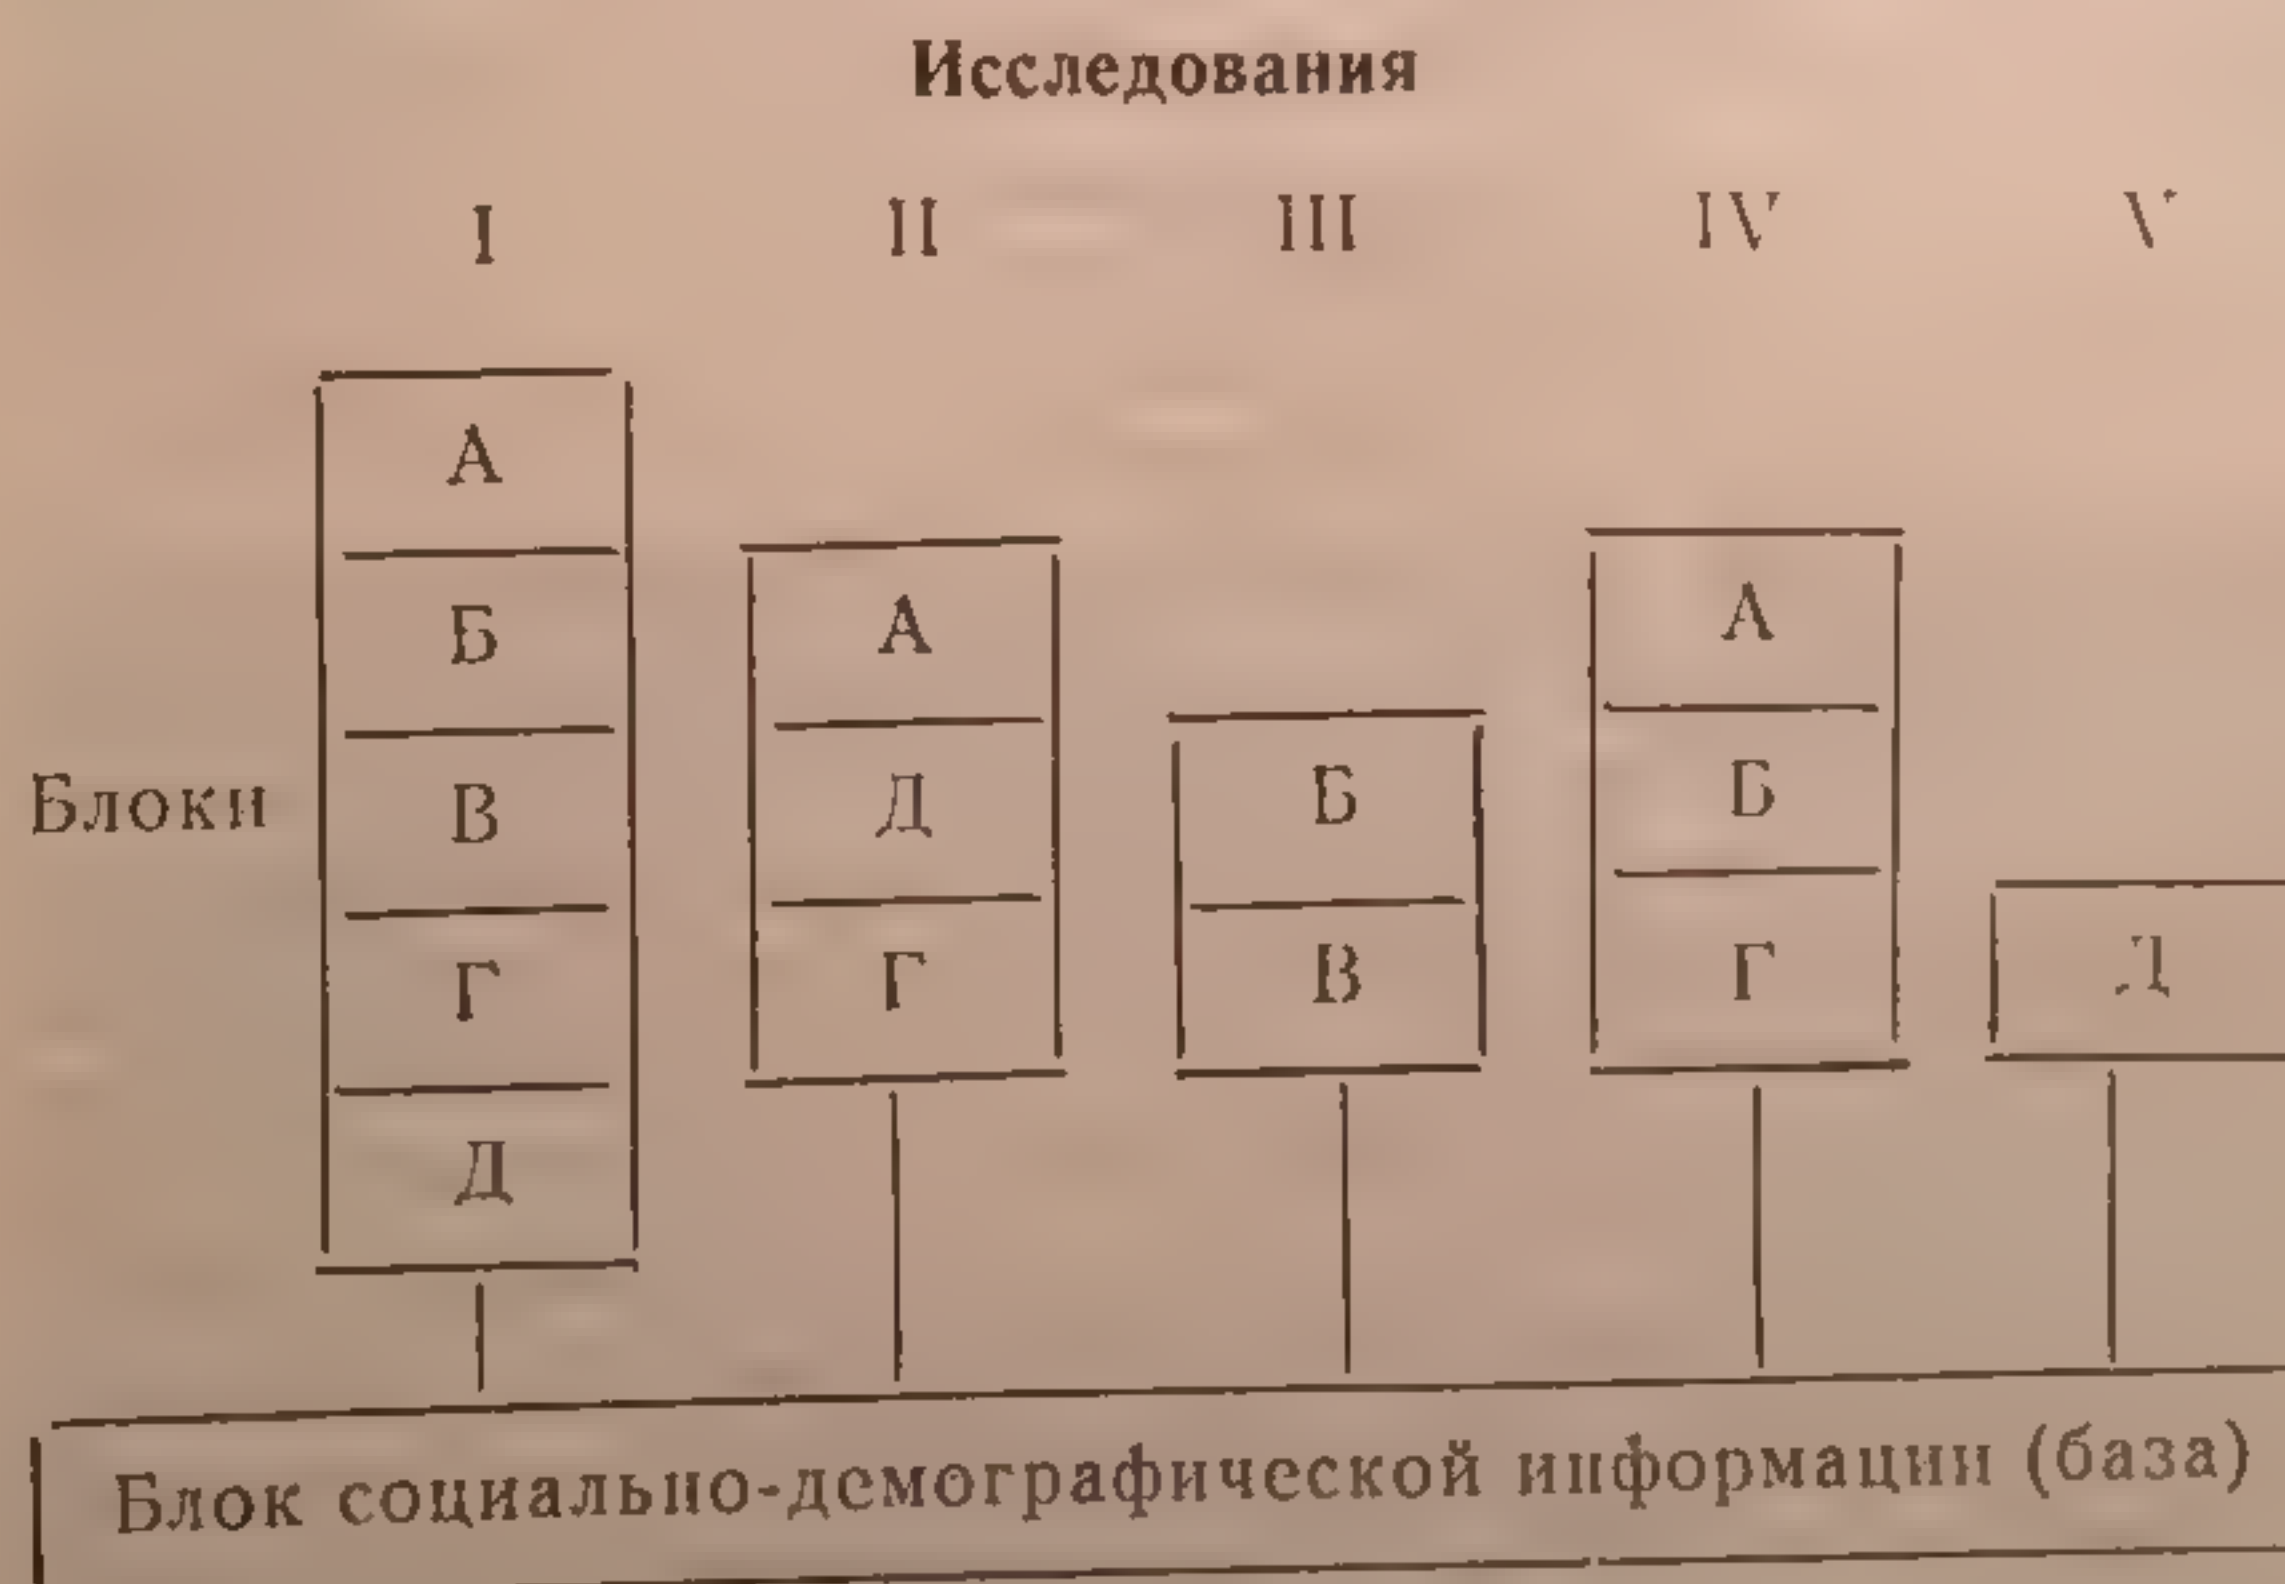 Исследования
I II III IV V
А
Б А А
Блоки В Д Б Б
Г Г В Г Д
Д
Блок социально-демографической информации (база)